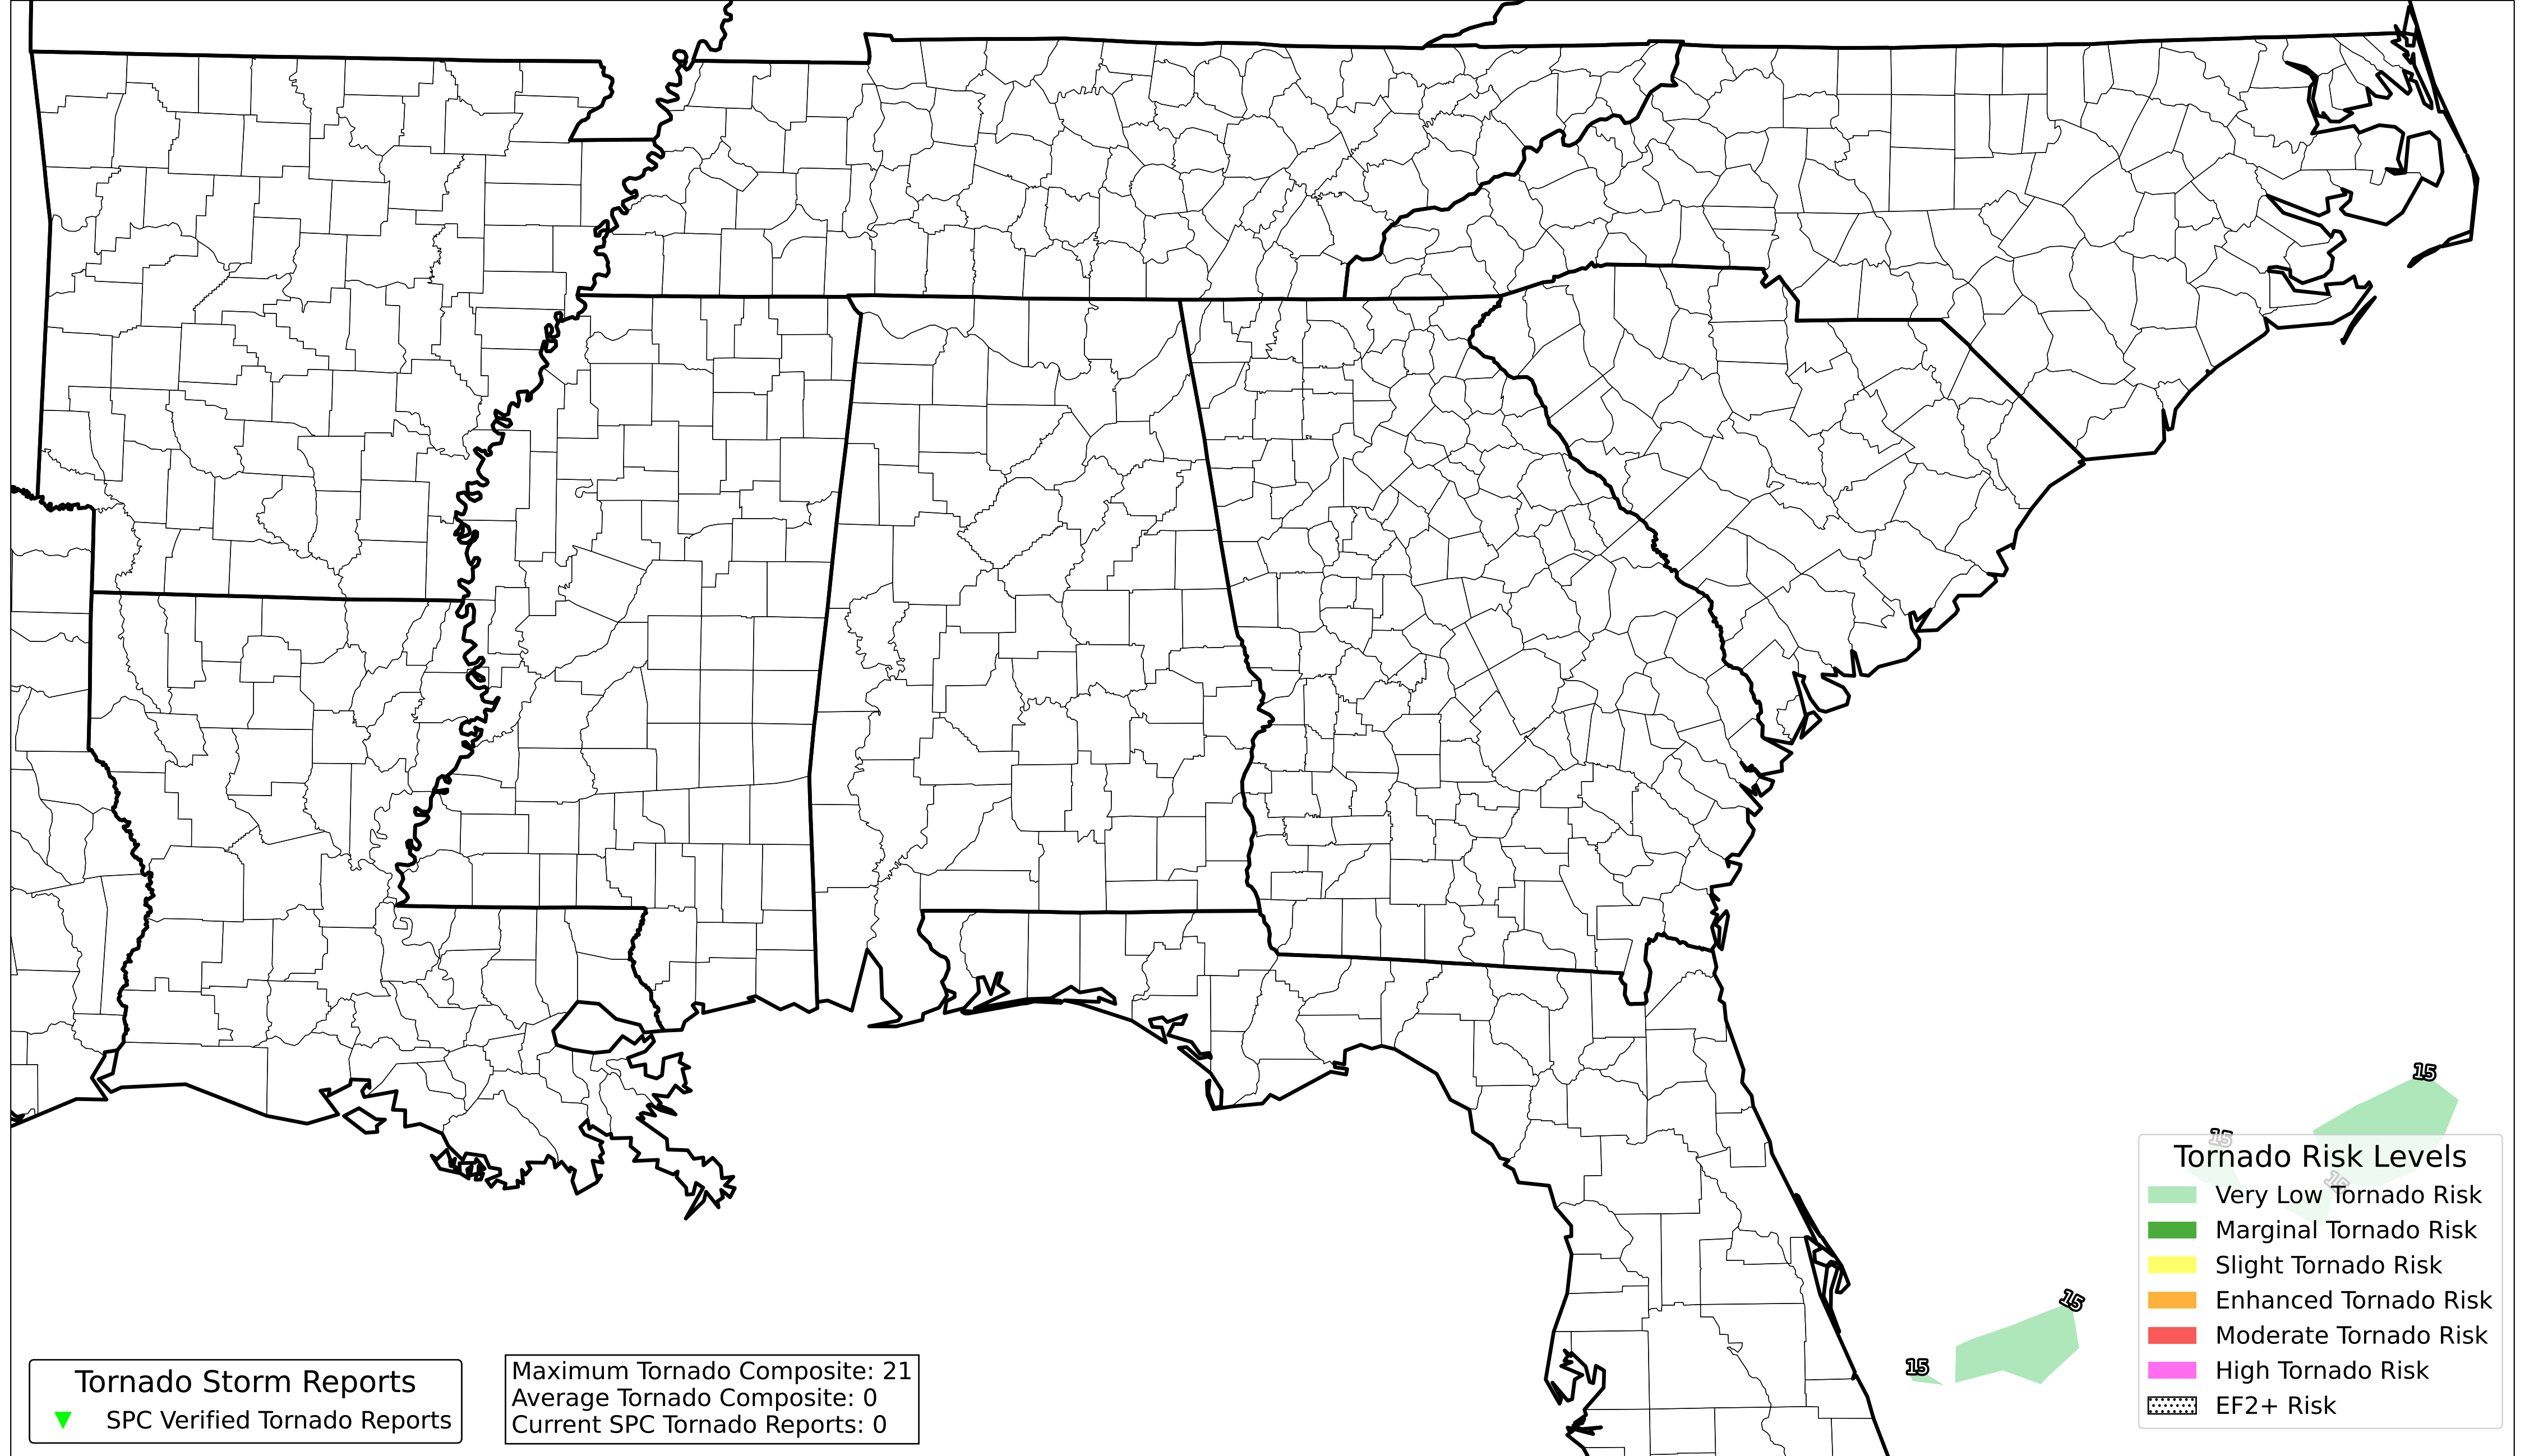 15
15
15
Tornado Risk Levels
Very Low Tornado Risk
Marginal Tornado Risk
Slight Tornado Risk
Enhanced Tornado Risk
Moderate Tornado Risk
High Tornado Risk
EF2+ Risk
15
15
Tornado Storm Reports
SPC Verified Tornado Reports
Maximum Tornado Composite: 21
Average Tornado Composite: 0
Current SPC Tornado Reports: 0